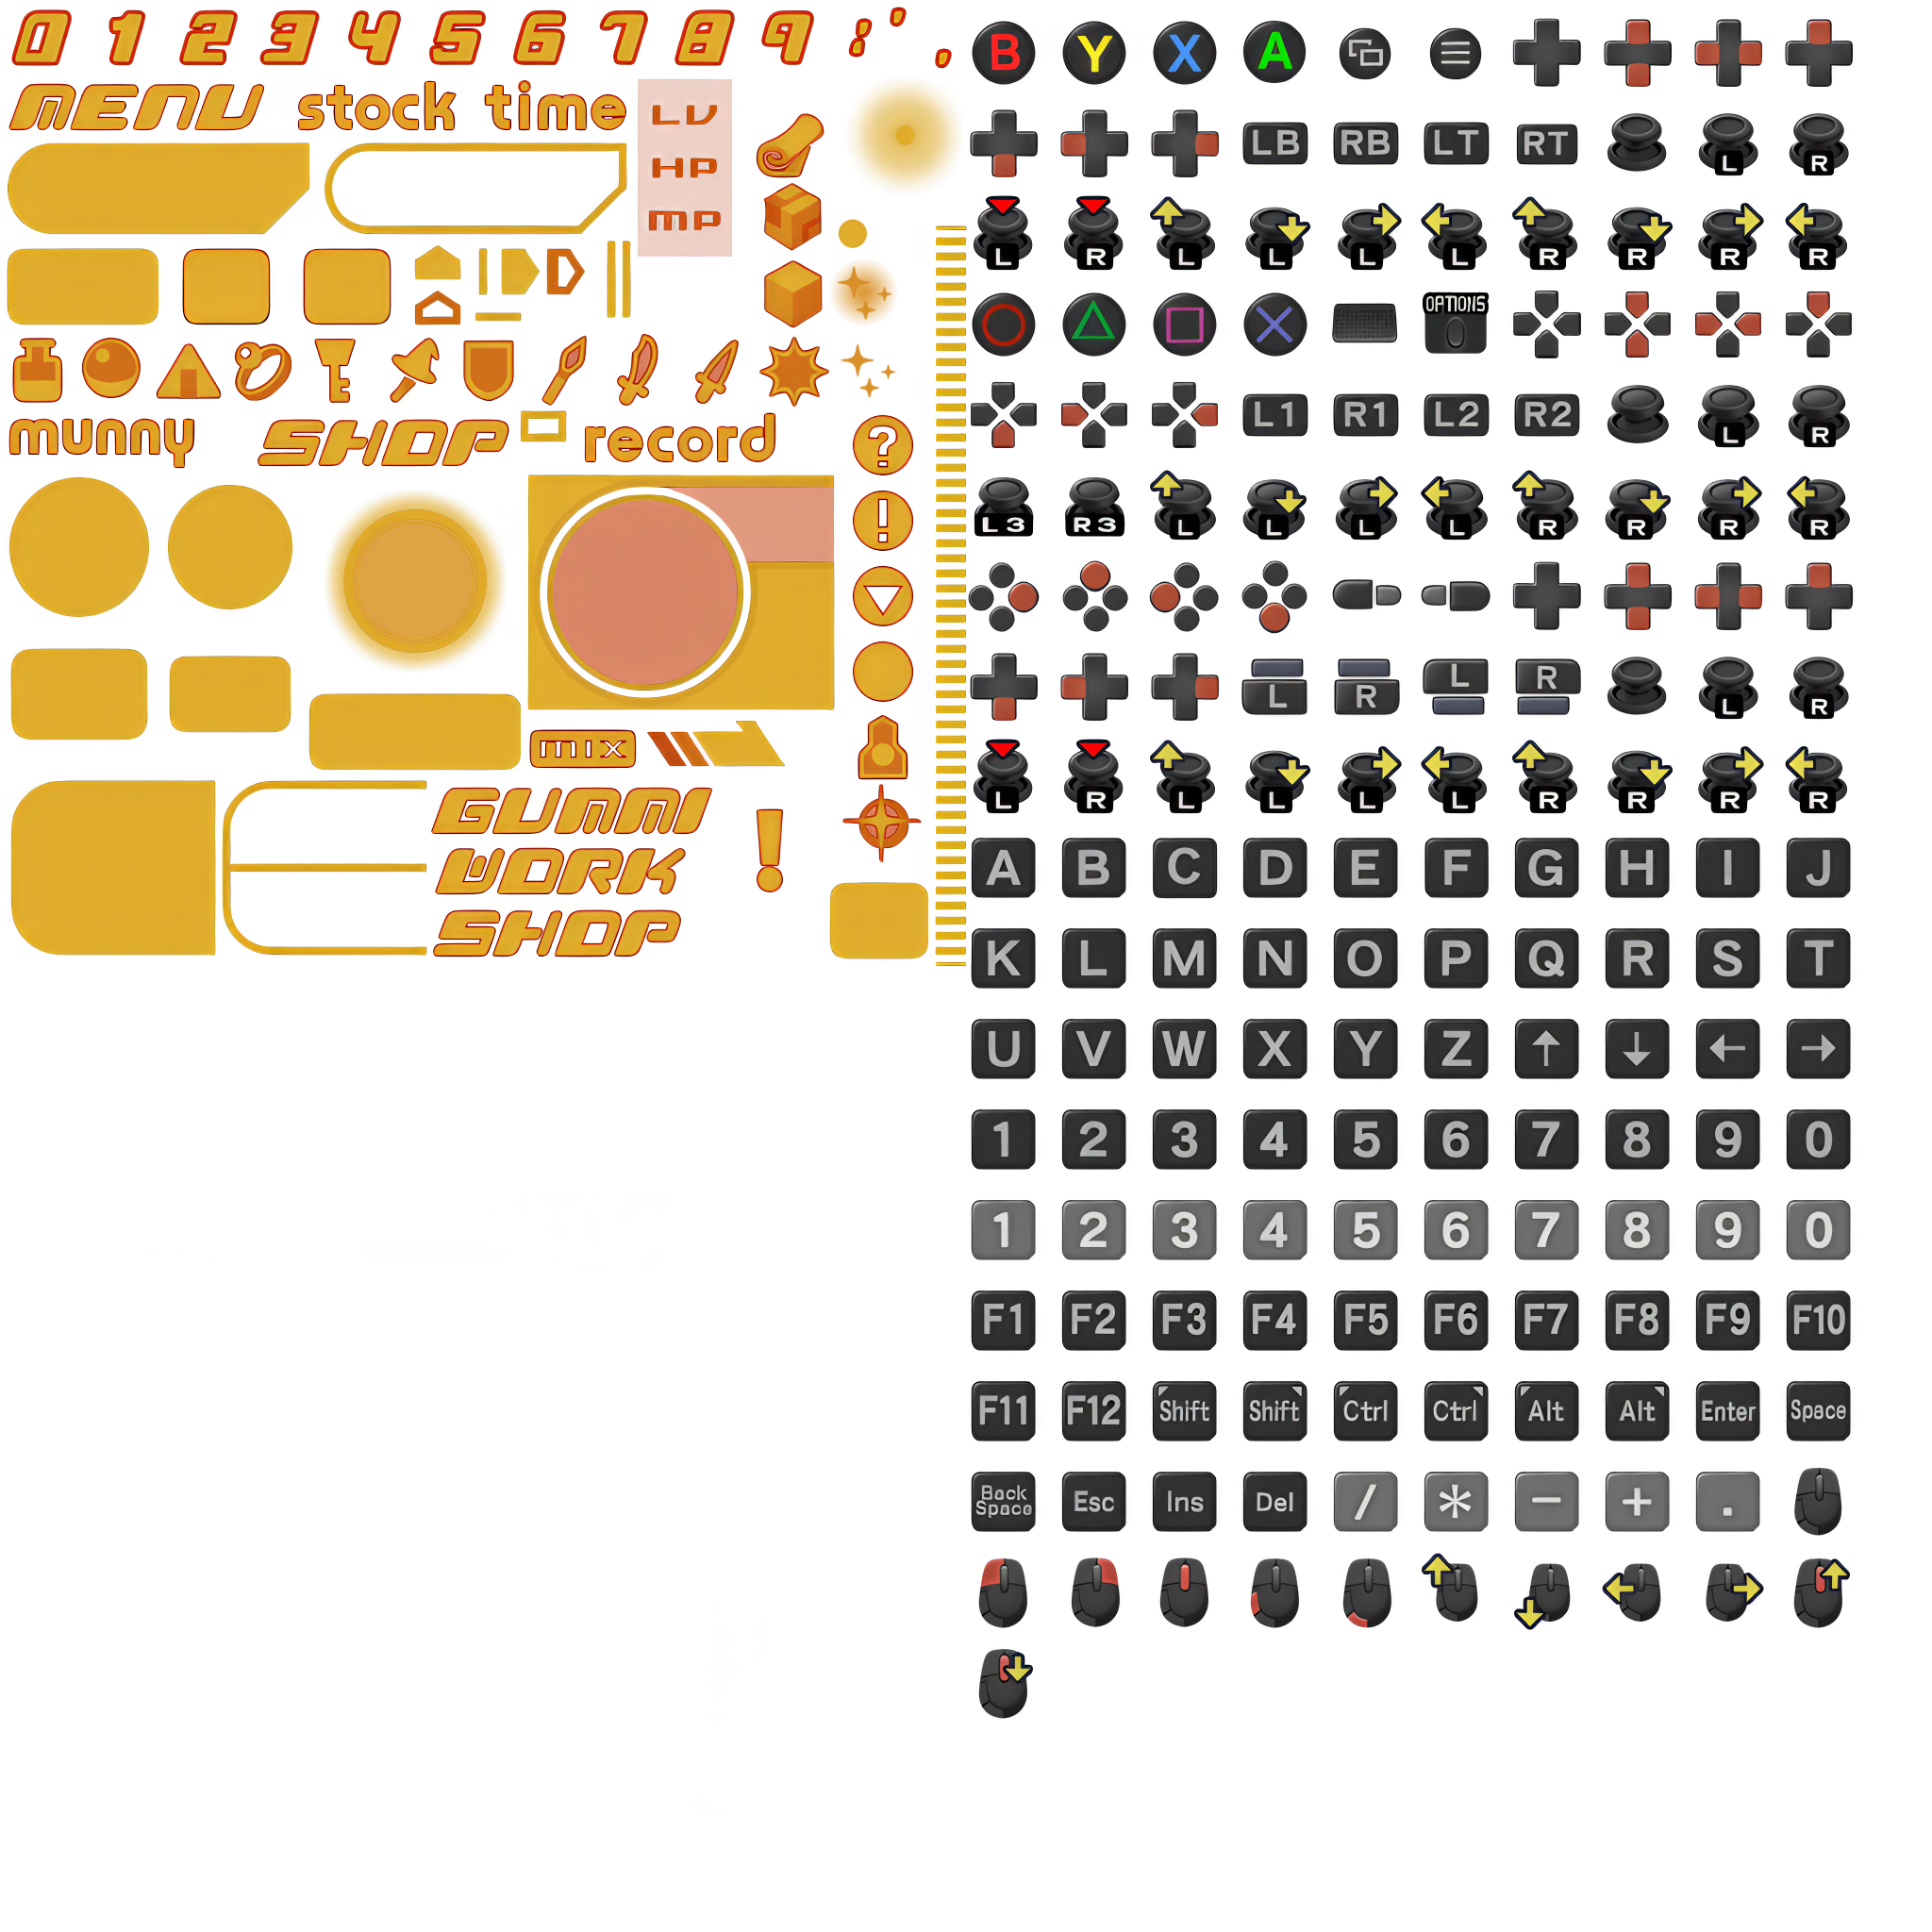 0 1 2 3 4 5 6 7 8 9 : ' .
MENU stock time
LV
HP
MP
munny SHOP record
mix
GUMMI
WORK
SHOP
?
!
!
B Y X A
LB RB LT RT L R
L R L L L L R R R R
OPTIONS
L1 R1 L2 R2 L R
L3 R3 L L L L R R R R
L R L R L R
L R L L L L R R R R
A B C D E F G H I J
K L M N O P Q R S T
U V W X Y Z ↑ ↓ ← →
1 2 3 4 5 6 7 8 9 0
1 2 3 4 5 6 7 8 9 0
F1 F2 F3 F4 F5 F6 F7 F8 F9 F10
F11 F12 Shift Shift Ctrl Ctrl Alt Alt Enter Space
Back
Space Esc Ins Del / * - + .